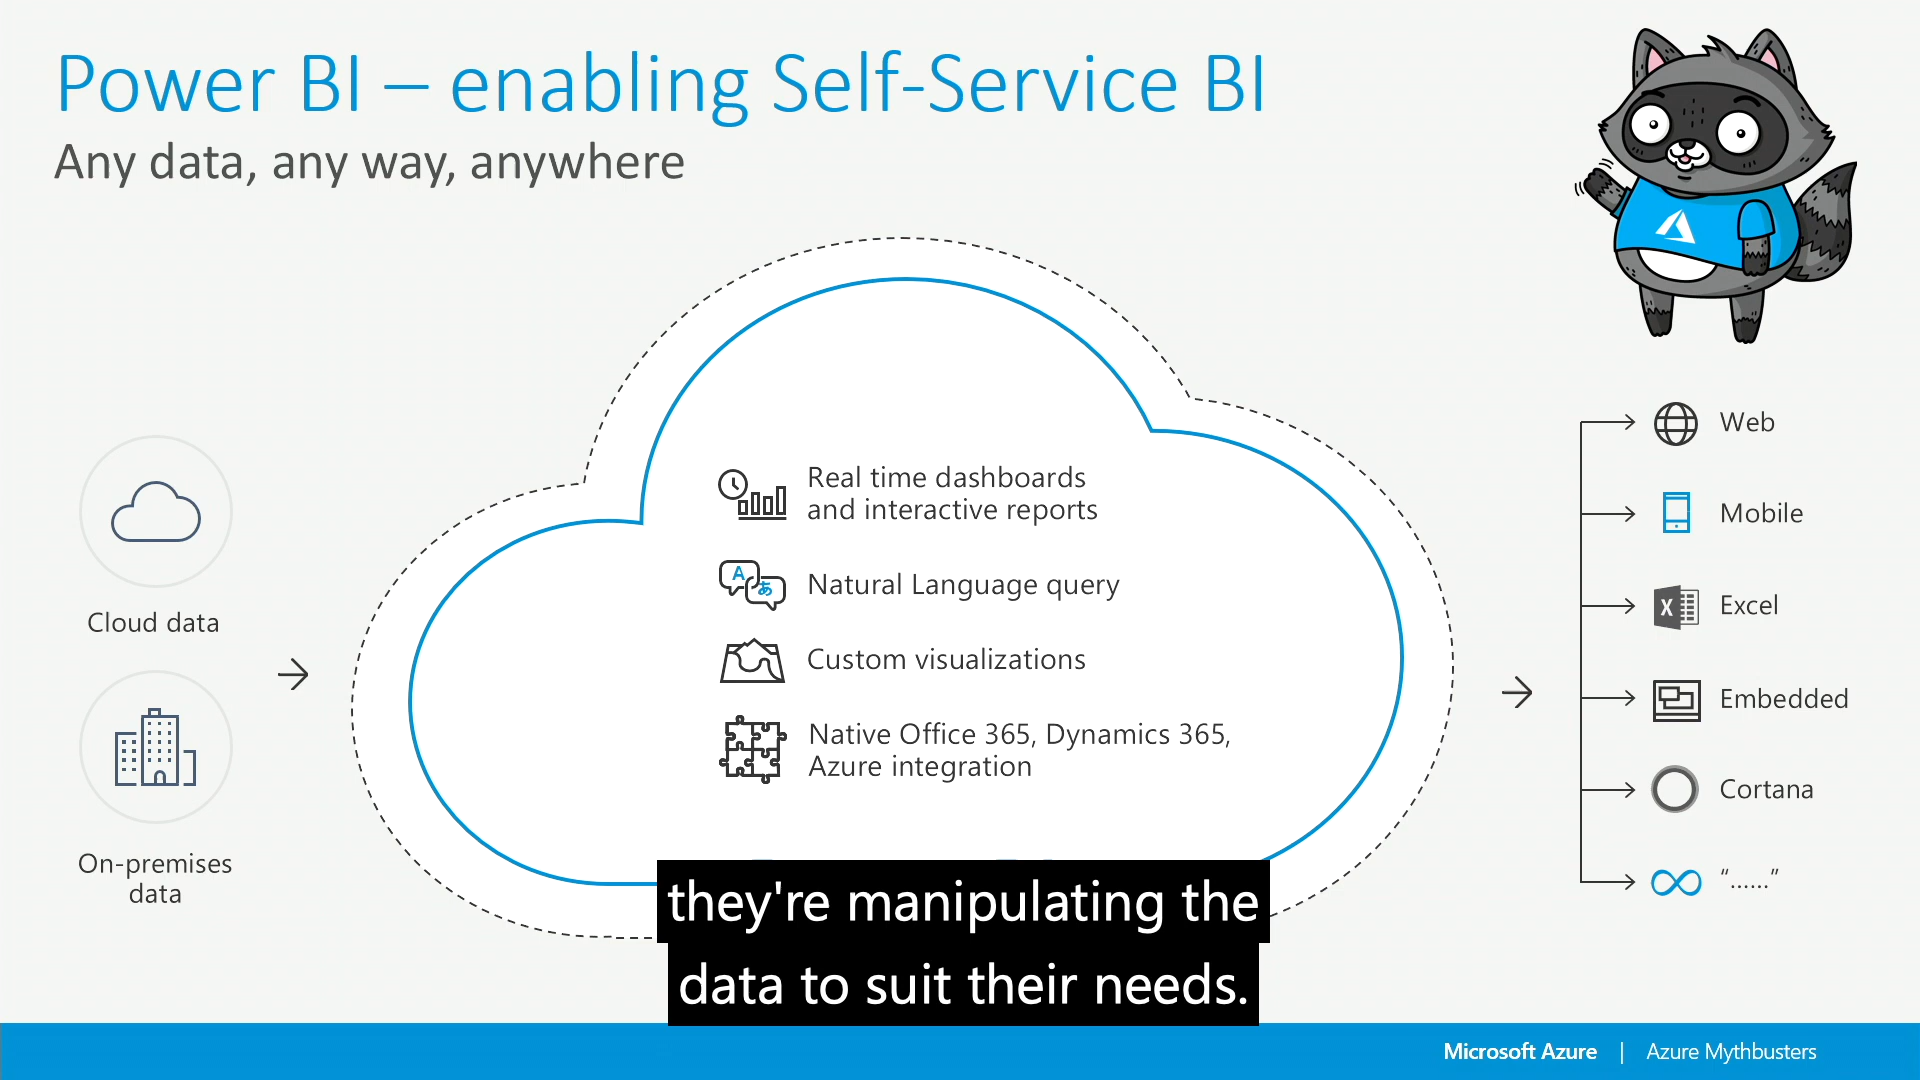 Power BI – enabling Self-Service BI
Any data, any way, anywhere
Cloud data
On-premises
data
Real time dashboards
and interactive reports
A
あ
Natural Language query
Custom visualizations
Native Office 365, Dynamics 365,
Azure integration
Web
Mobile
X
Excel
Embedded
Cortana
“......”
they're manipulating the
data to suit their needs.
Microsoft Azure | Azure Mythbusters